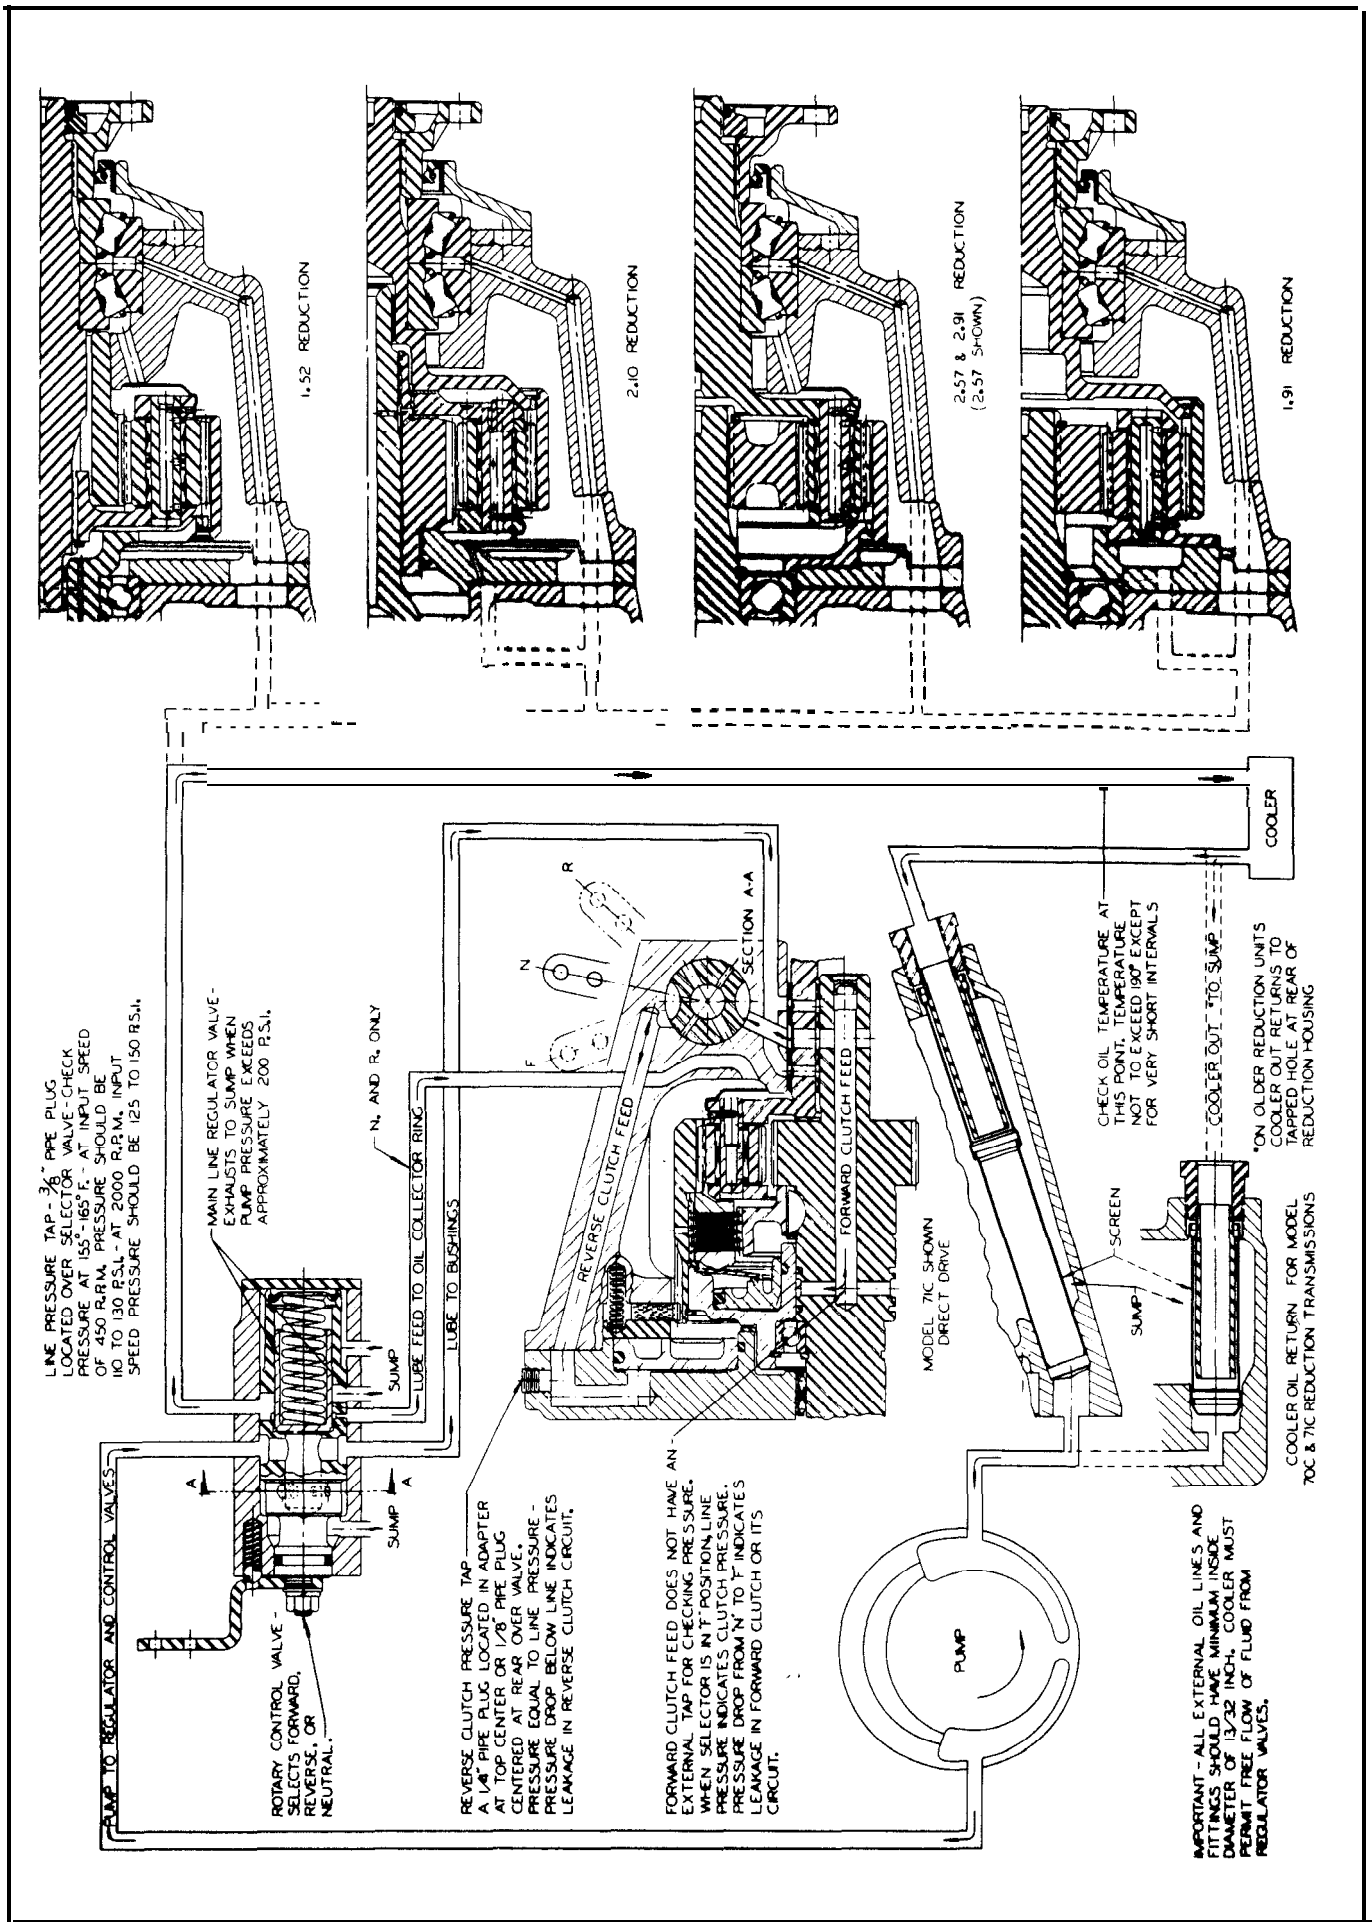 LINE PRESSURE TAP - 3/8" PIPE PLUG
LOCATED OVER SELECTOR VALVE - CHECK
PRESSURE AT 155°-165° F. - AT INPUT SPEED
OF 450 R.P.M. PRESSURE SHOULD BE
110 TO 130 P.S.I. - AT 2000 R.P.M. INPUT
SPEED PRESSURE SHOULD BE 125 TO 150 P.S.I.
MAIN LINE REGULATOR VALVE-
EXHAUSTS TO SUMP WHEN
PUMP PRESSURE EXCEEDS
APPROXIMATELY 200 P.S.I.
N. AND R. ONLY
PUMP TO REGULATOR AND CONTROL VALVES
A
A
SUMP
SUMP
LUBE FEED TO OIL COLLECTOR RING
LUBE TO BUSHINGS
ROTARY CONTROL VALVE -
SELECTS FORWARD,
REVERSE, OR
NEUTRAL.
REVERSE CLUTCH PRESSURE TAP
A 1/4" PIPE PLUG LOCATED IN ADAPTER
AT TOP CENTER OR 1/8" PIPE PLUG
CENTERED AT REAR OVER VALVE.
PRESSURE EQUAL TO LINE PRESSURE -
PRESSURE DROP BELOW LINE INDICATES
LEAKAGE IN REVERSE CLUTCH CIRCUIT.
FORWARD CLUTCH FEED DOES NOT HAVE AN
EXTERNAL TAP FOR CHECKING PRESSURE.
WHEN SELECTOR IS IN "F" POSITION, LINE
PRESSURE INDICATES CLUTCH PRESSURE.
PRESSURE DROP FROM "N" TO "F" INDICATES
LEAKAGE IN FORWARD CLUTCH OR ITS
CIRCUIT.
REVERSE CLUTCH FEED
F
N
R
SECTION A-A
FORWARD CLUTCH FEED
MODEL 71C SHOWN
DIRECT DRIVE
PUMP
SUMP
SCREEN
CHECK OIL TEMPERATURE AT
THIS POINT. TEMPERATURE
NOT TO EXCEED 190° EXCEPT
FOR VERY SHORT INTERVALS
COOLER
COOLER OUT *TO SUMP
*ON OLDER REDUCTION UNITS
COOLER OUT RETURNS TO
TAPPED HOLE AT REAR OF
REDUCTION HOUSING
COOLER OIL RETURN FOR MODEL
70C & 71C REDUCTION TRANSMISSIONS
IMPORTANT - ALL EXTERNAL OIL LINES AND
FITTINGS SHOULD HAVE MINIMUM INSIDE
DIAMETER OF 13/32 INCH. COOLER MUST
PERMIT FREE FLOW OF FLUID FROM
REGULATOR VALVES.
1.52 REDUCTION
2.10 REDUCTION
2.57 & 2.91 REDUCTION
(2.57 SHOWN)
1.91 REDUCTION